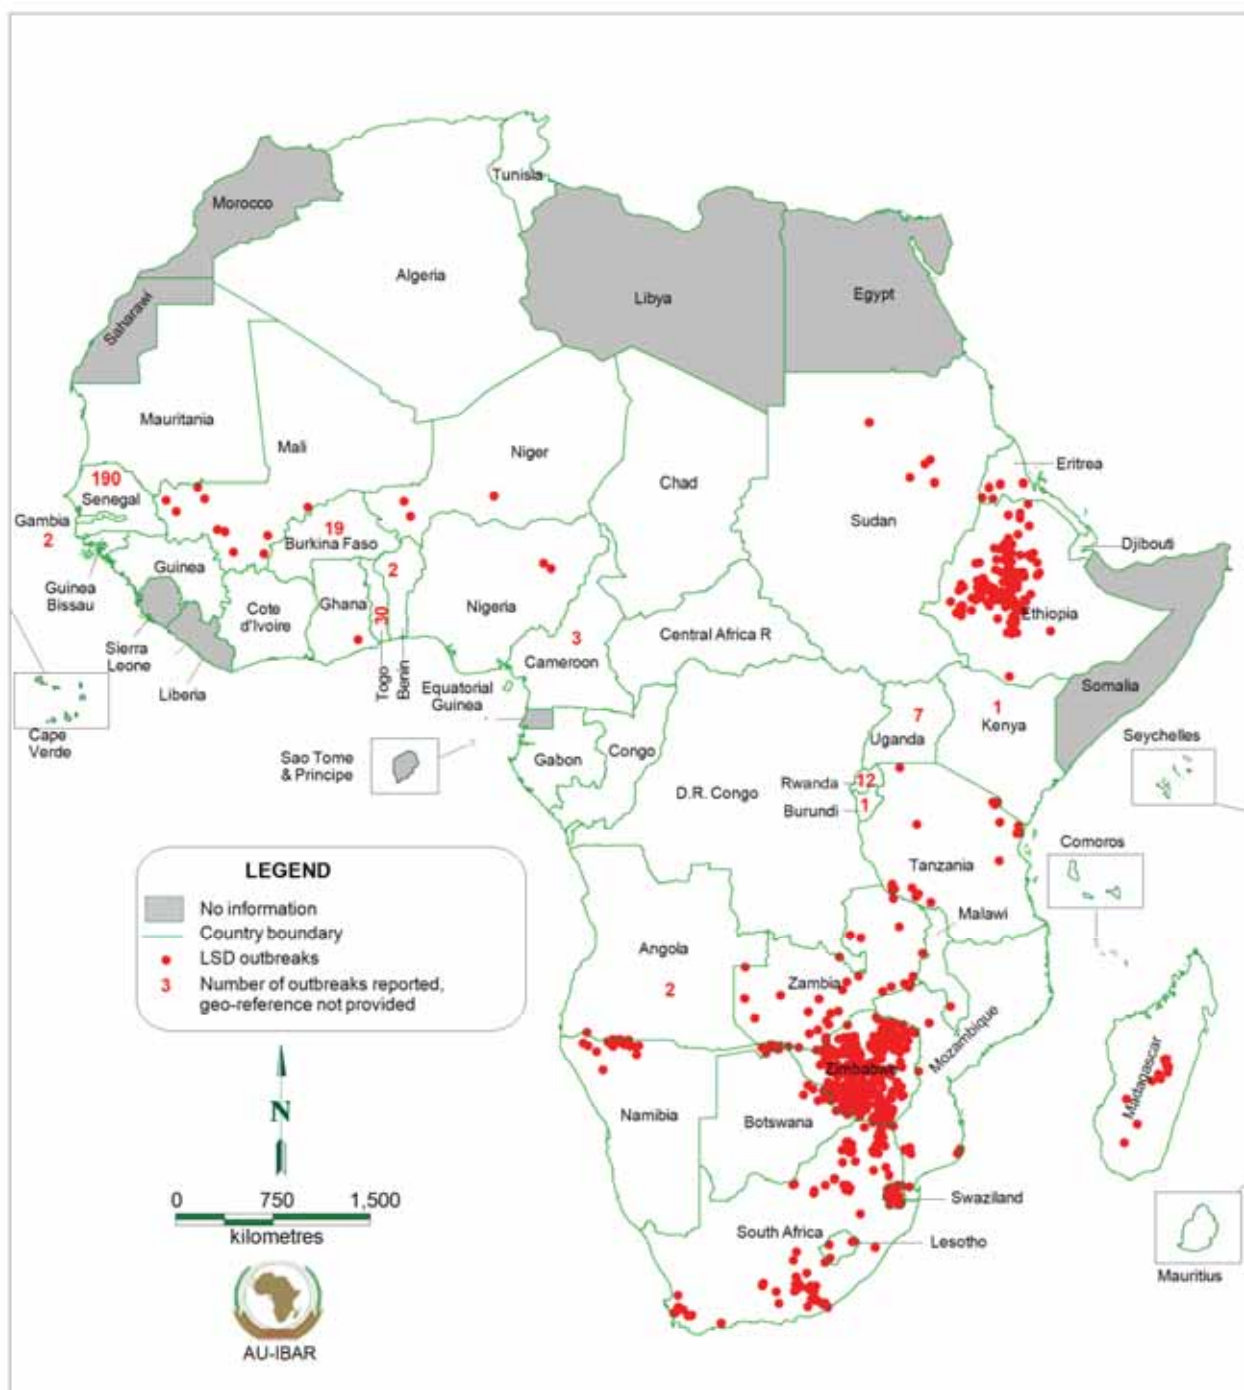 Tunisia
Morocco
Algeria
Libya
Egypt
Saharawi
Mauritania
Mali
Niger
Chad
Sudan
Eritrea
190
Senegal
Gambia
2
19
Burkina Faso
Djibouti
Guinea
Guinea
Bissau
2
Nigeria
Ghana
30
Cote
d'Ivoire
Ethiopia
Central Africa R
3
Cameroon
Sierra
Leone
Liberia
Togo
Benin
Equatorial
Guinea
Somalia
Cape
Verde
7
Uganda
1
Kenya
Seychelles
Sao Tome
& Principe
Gabon
Congo
D.R. Congo
Rwanda
12
Burundi
1
Tanzania
Comoros
LEGEND
No information
Country boundary
LSD outbreaks
3 Number of outbreaks reported,
geo-reference not provided
Malawi
Angola
2
Zambia
Mozambique
Zimbabwe
Madagascar
Namibia
Botswana
N
0 750 1,500
kilometres
Swaziland
South Africa
Lesotho
Mauritius
AU-IBAR